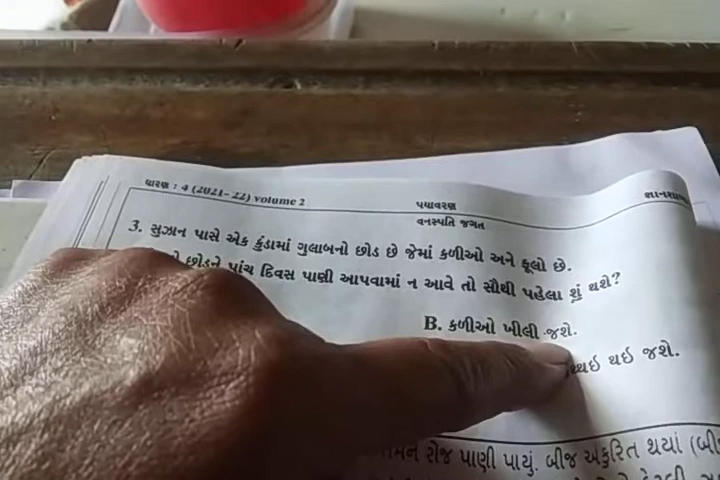 ધોરણ : 4 (2021- 22) volume 2
પર્યાવરણ
વનસ્પતિ જગત
3. સુઝાન પાસે એક કુંડામાં ગુલાબનો છોડ છે જેમાં કળીઓ અને ફૂલો છે.
છોડને પાંચ દિવસ પાણી આપવામાં ન આવે તો સૌથી પહેલા શું થશે?
B. કળીઓ ખીલી જશે.
થઇ જશે.
રોજ પાણી પાયું. બીજ અંકુરિત થયાં